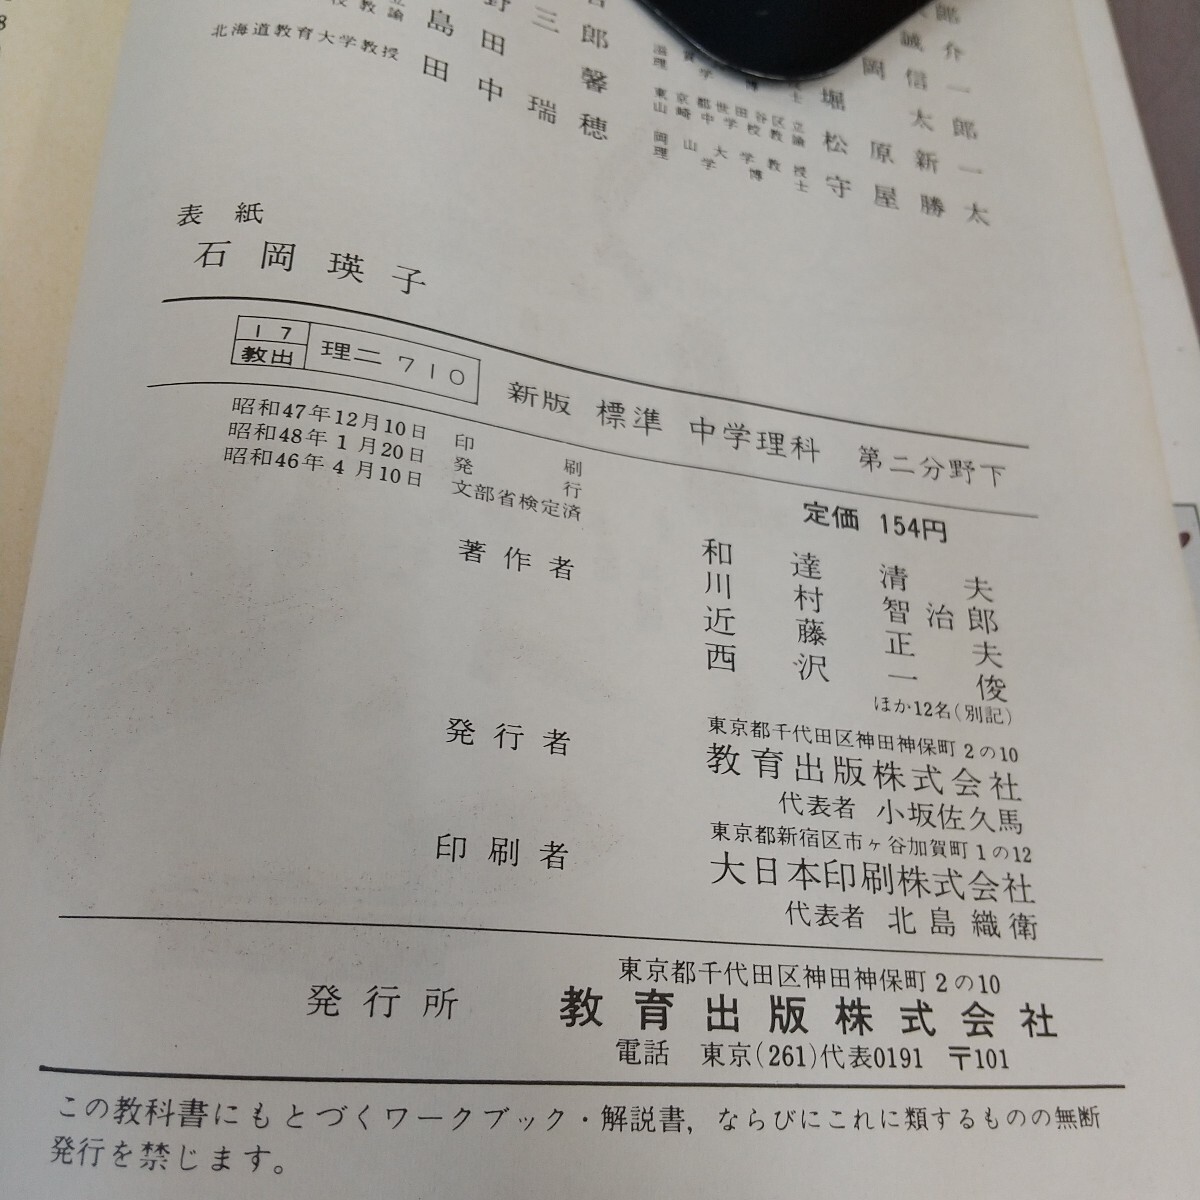 島田馨
北海道教育大学教授 田中瑞穂
岡信一
堀太郎
東京都世田谷区立
山崎中学校教諭 松原新一
岡山大学教授
理学博士 守屋勝太
表紙
石岡瑛子
17
教出
理二 710
新版 標準 中学理科 第二分野下
昭和47年12月10日 印刷
昭和48年1月20日 発行
昭和46年4月10日 文部省検定済
定価 154円
著作者
和達清夫
川村智治郎
近藤正夫
西沢一俊
ほか12名(別記)
発行者
東京都千代田区神田神保町2の10
教育出版株式会社
代表者 小坂佐久馬
印刷者
東京都新宿区市ヶ谷加賀町1の12
大日本印刷株式会社
代表者 北島織衛
東京都千代田区神田神保町2の10
発行所 教育出版株式会社
電話 東京(261)代表0191 〒101
この教科書にもとづくワークブック・解説書，ならびにこれに類するものの無断
発行を禁じます。